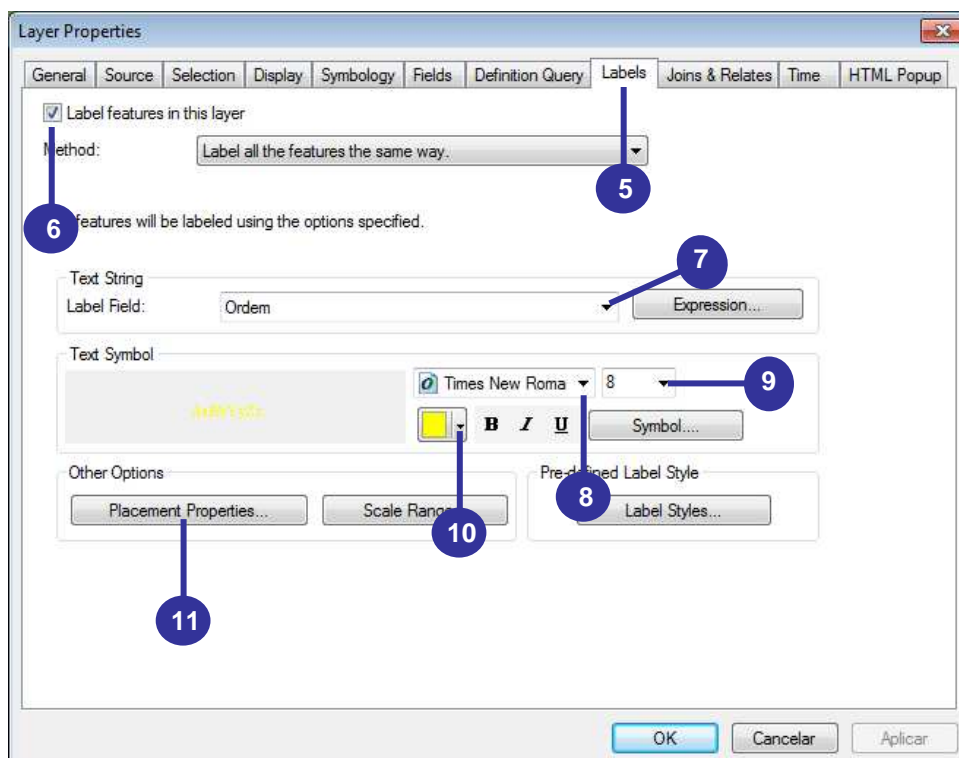 Layer Properties
General Source Selection Display Symbology Fields Definition Query Labels Joins & Relates Time HTML Popup
Label features in this layer
Method: Label all the features the same way.
5
6
features will be labeled using the options specified.
7
Text String
Label Field: Ordem Expression...
Text Symbol
Times New Roma 8
9
B I U Symbol....
8
Other Options Pre-defined Label Style
Placement Properties... Scale Range Label Styles...
10
11
OK Cancelar Aplicar